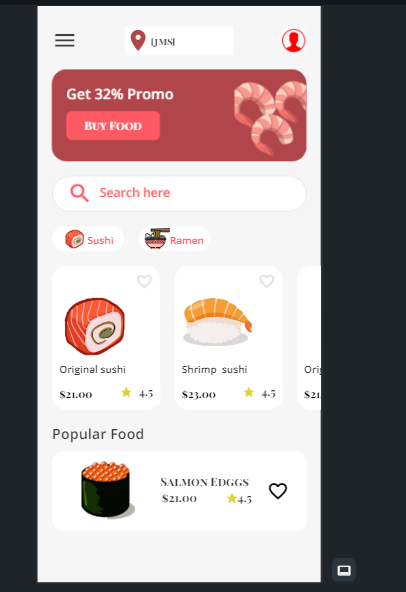 [JMS]
Get 32% Promo
Buy Food
Search here
Sushi
Ramen
Original sushi
$21.00 4.5
Shrimp sushi
$23.00 4.5
Orig
$21
Popular Food
Salmon Edggs
$21.00 4.5